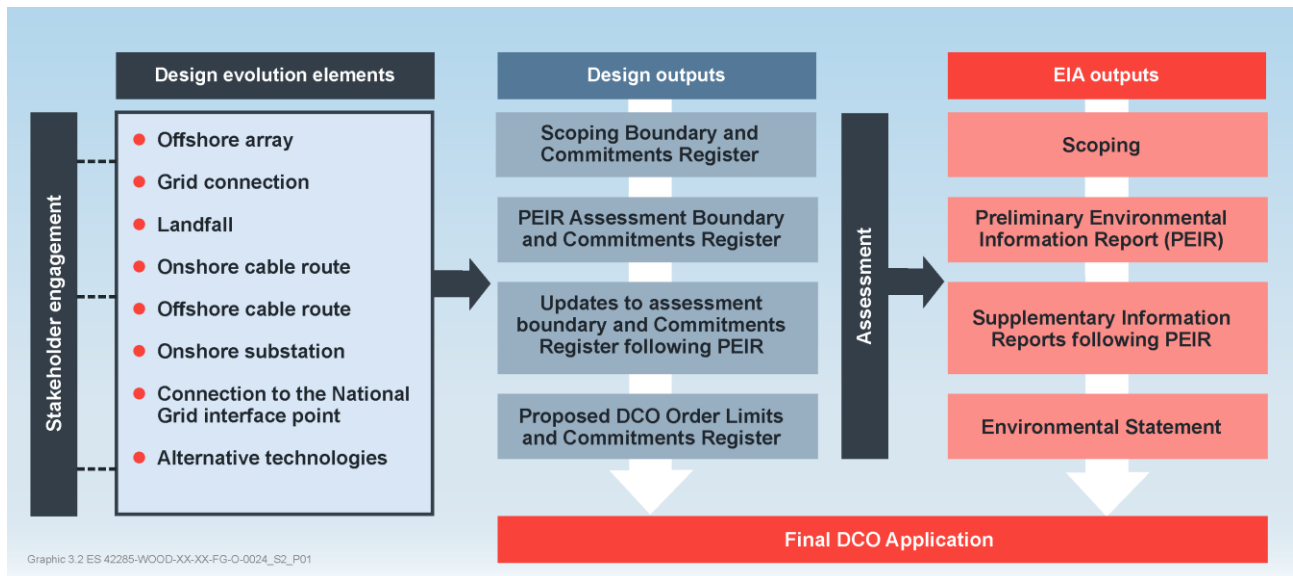 Design evolution elements
Design outputs
EIA outputs
Stakeholder engagement
Offshore array
Grid connection
Landfall
Onshore cable route
Offshore cable route
Onshore substation
Connection to the National
Grid interface point
Alternative technologies
Scoping Boundary and
Commitments Register
PEIR Assessment Boundary
and Commitments Register
Updates to assessment
boundary and Commitments
Register following PEIR
Proposed DCO Order Limits
and Commitments Register
Assessment
Scoping
Preliminary Environmental
Information Report (PEIR)
Supplementary Information
Reports following PEIR
Environmental Statement
Final DCO Application
Graphic 3.2 ES 42285-WOOD-XX-XX-FG-O-0024_S2_P01